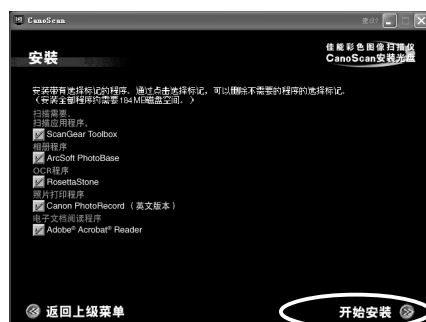 CanoScan
佳能彩色图像扫描仪
CanoScan安装光盘
安装
安装带有选择标记的程序。通过点击选择标记，可以删除不需要的程序的选择标记。
（安装全部程序约需要184MB磁盘空间。）
扫描需要。
扫描应用程序。
ScanGear Toolbox
相册程序
ArcSoft PhotoBase
OCR程序
RosettaStone
照片打印程序
Canon PhotoRecord （英文版本）
电子文档阅读程序
Adobe® Acrobat® Reader
返回上级菜单
开始安装